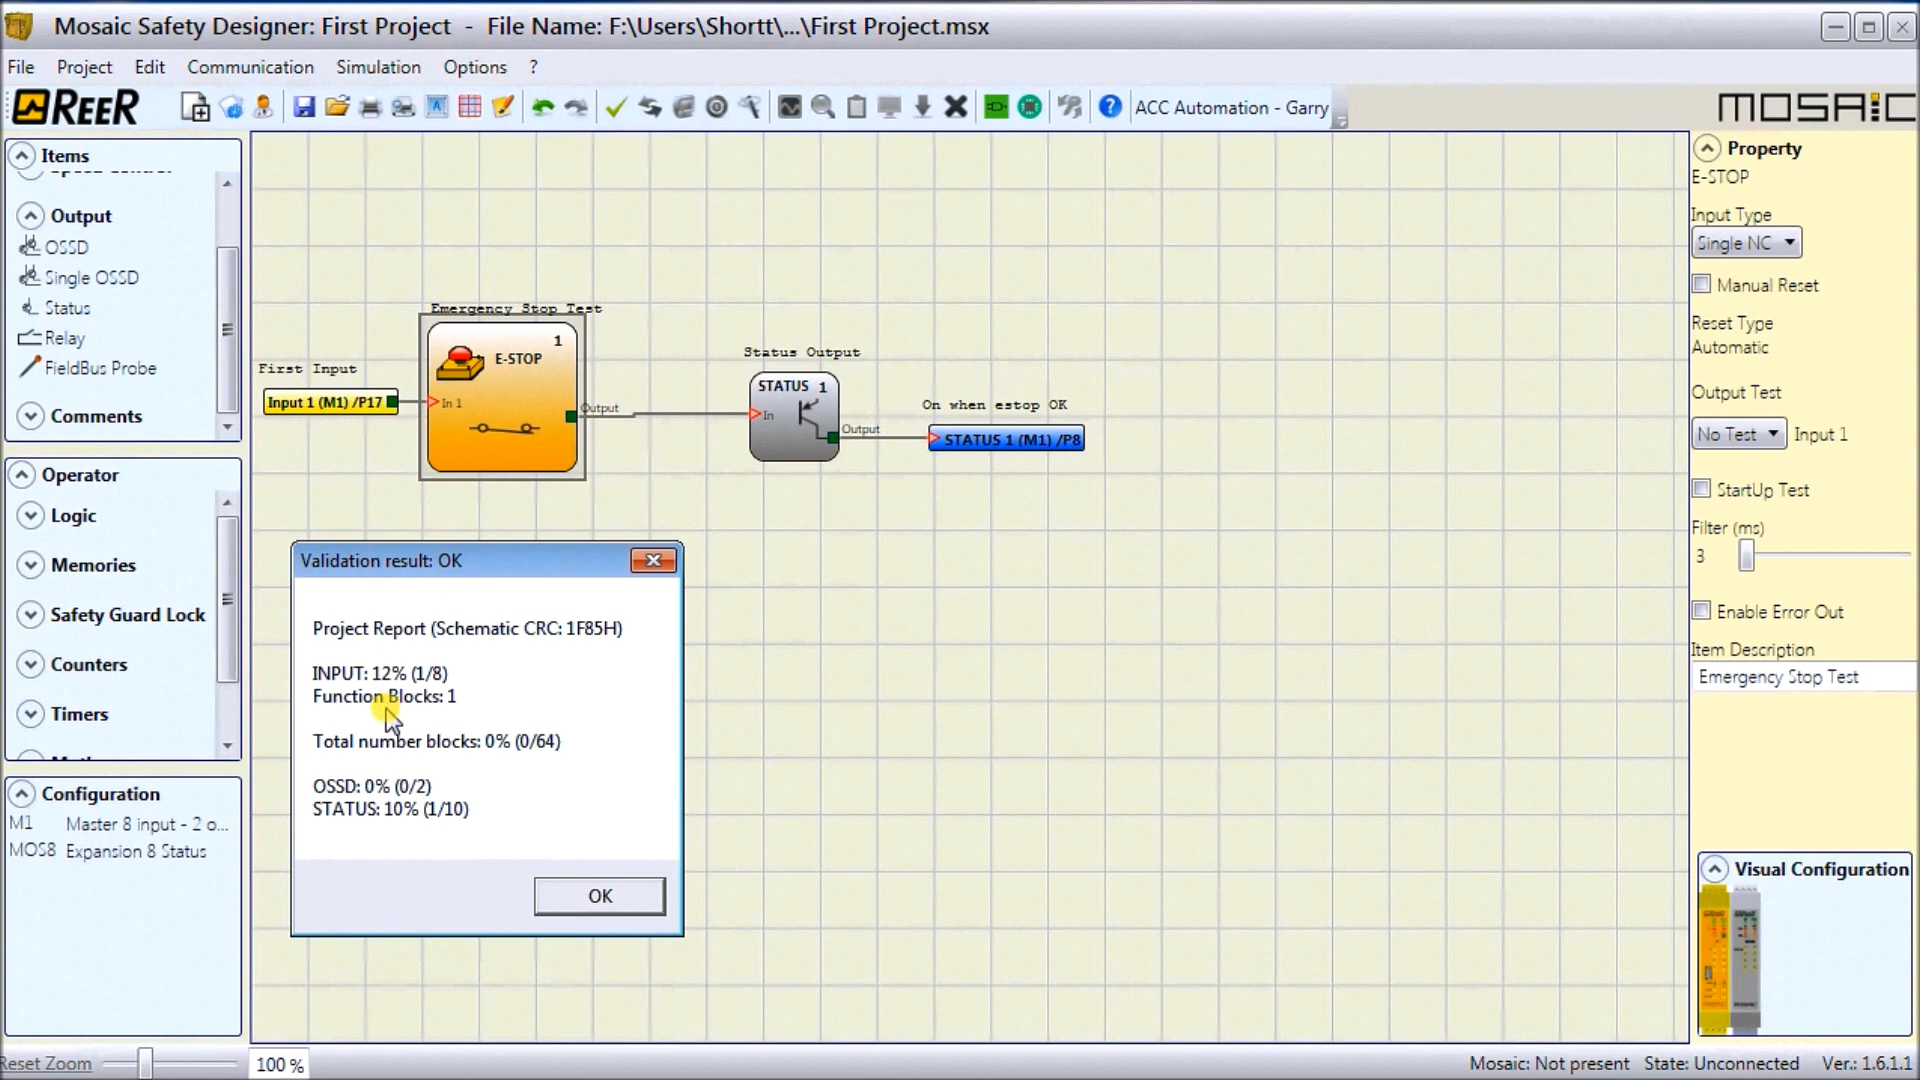 Mosaic Safety Designer: First Project - File Name: F:\Users\Shortt\...\First Project.msx
File Project Edit Communication Simulation Options ?
REER
ACC Automation - Garry
MOSAIC
Items
Speed Control
Output
OSSD
Single OSSD
Status
Relay
FieldBus Probe
Comments
Operator
Logic
Memories
Safety Guard Lock
Counters
Timers
Configuration
M1 Master 8 input - 2 o...
MOS8 Expansion 8 Status
Reset Zoom
100 %
Emergency Stop Test
1
E-STOP
First Input
Input 1 (M1) /P17
In 1
Output
Status Output
STATUS 1
In
Output
On when estop OK
STATUS 1 (M1) /P8
Validation result: OK
Project Report (Schematic CRC: 1F85H)
INPUT: 12% (1/8)
Function Blocks: 1
Total number blocks: 0% (0/64)
OSSD: 0% (0/2)
STATUS: 10% (1/10)
OK
Property
E-STOP
Input Type
Single NC
Manual Reset
Reset Type
Automatic
Output Test
No Test Input 1
StartUp Test
Filter (ms)
3
Enable Error Out
Item Description
Emergency Stop Test
Visual Configuration
Mosaic: Not present State: Unconnected Ver.: 1.6.1.1